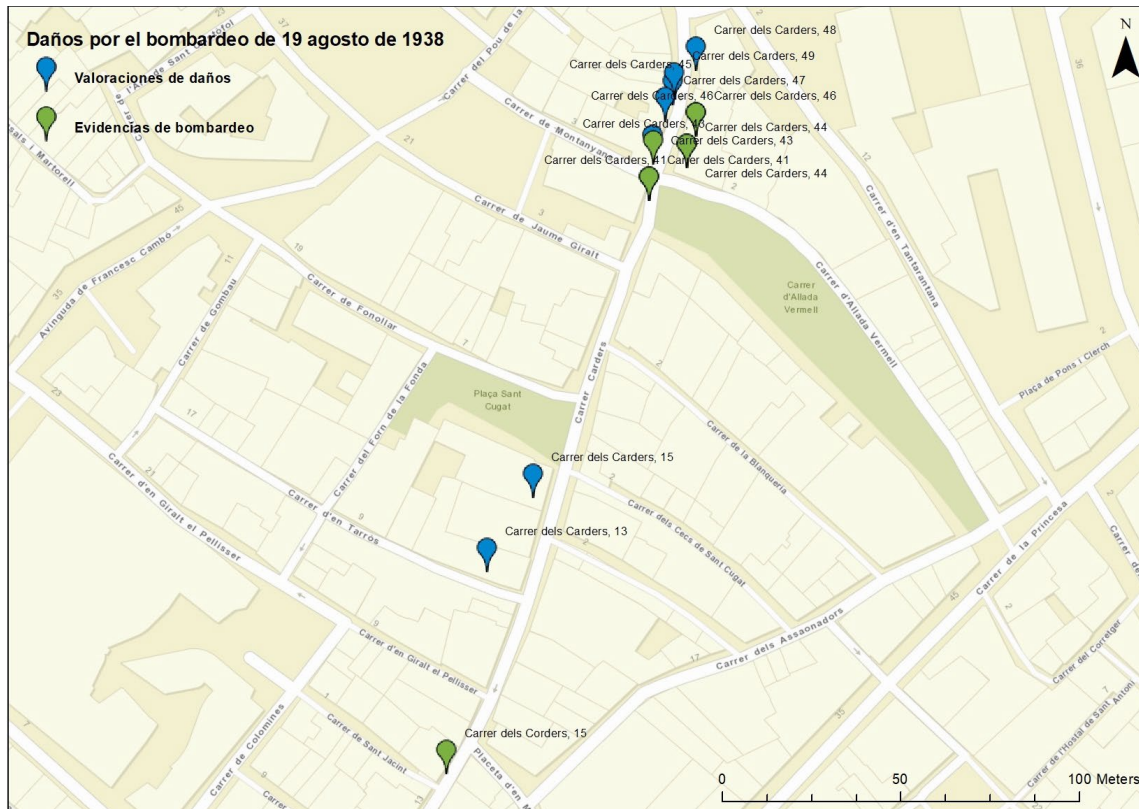 Daños por el bombardeo de 19 agosto de 1938
Valoraciones de daños
Evidencias de bombardeo
N
Carrer dels Carders, 48
Carrer dels Carders, 49
Carrer dels Carders, 45
Carrer dels Carders, 47
Carrer dels Carders, 46
Carrer dels Carders, 46
Carrer dels Carders, 44
Carrer dels Carders, 43
Carrer dels Carders, 41
Carrer dels Carders, 41
Carrer dels Carders, 44
Carrer dels Carders, 15
Carrer dels Carders, 13
Carrer dels Corders, 15
Carrer del Pou de la
Carrer de Montanyans
Carrer de Jaume Giralt
Avinguda de Francesc Cambó
Carrer de Gombau
Carrer de Fonollar
Carrer del Forn de la Fonda
Plaça Sant
Cugat
Carrer Carders
Carrer
d'Allada
Vermell
Carrer d'Allada Vermell
Carrer d'en Tantarantana
Plaça de Pons i Clerch
Carrer de la Blanqueria
Carrer dels Cecs de Sant Cugat
Carrer de la Princesa
Carrer dels Assaonadors
Carrer d'en Giralt el Pellisser
Carrer d'en Tarròs
Carrer d'en Giralt el Pellisser
Carrer de Colomines
Carrer de Sant Jacint
Placeta d'en M
Carrer del Corretger
Carrer de l'Hostal de Sant Antoni
0 50 100 Meters